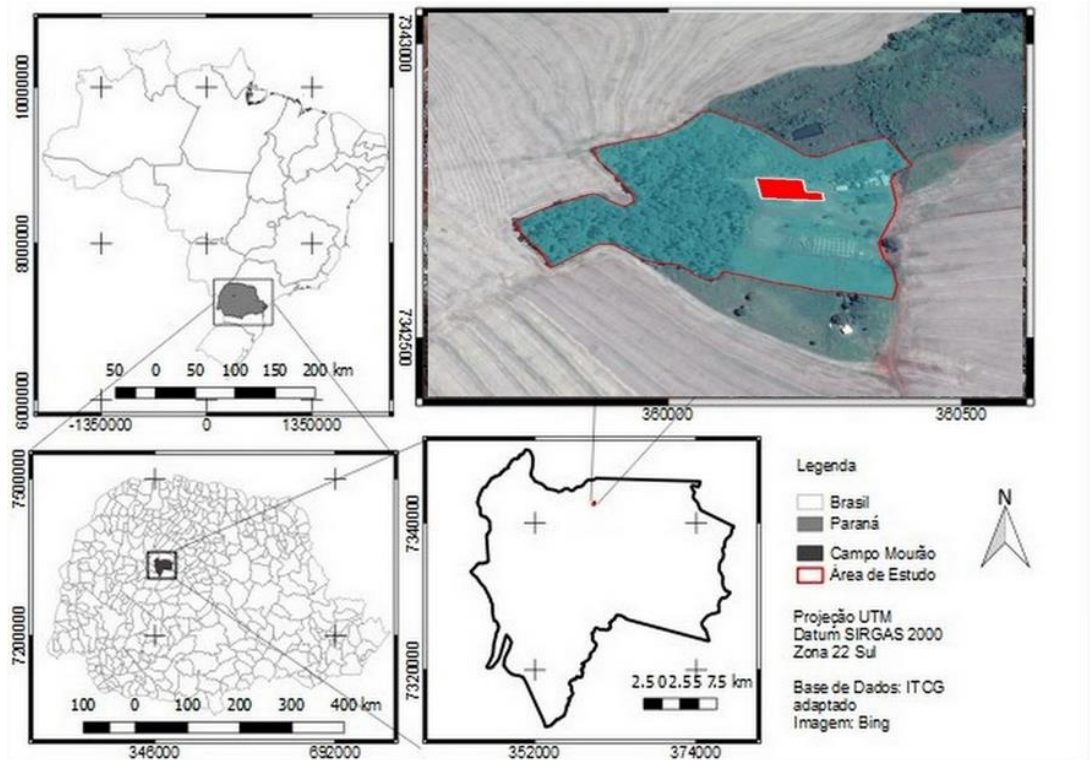 10000000
8000000
6000000
50 0 50 100 150 200 km
-1350000 0 1350000
7343000
7342500
380000 380500
7500000
7200000
100 0 100 200 300 400 km
346000 692000
7340000
7320000
2.5 0 2.5 5 7.5 km
352000 374000
Legenda
Brasil
Paraná
Campo Mourão
Área de Estudo
N
Projeção UTM
Datum SIRGAS 2000
Zona 22 Sul
Base de Dados: ITCG
adaptado
Imagem: Bing